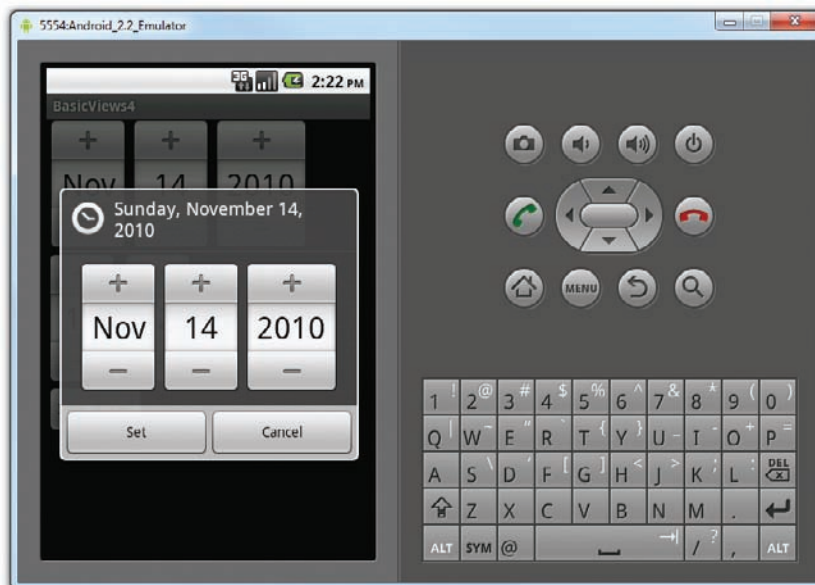 5554:Android_2.2_Emulator
3G 2:22 PM
BasicViews4
Nov 14 2010
Sunday, November 14,
2010
Nov 14 2010
Set Cancel
MENU
1 ! 2 @ 3 # 4 $ 5 % 6 ^ 7 & 8 * 9 ( 0 )
Q | W ~ E " R ` T { Y } U _ I - O + P =
A S \ D ' F [ G ] H < J > K ; L : DEL
Z X C V B N M .
ALT SYM @ / ? , ALT